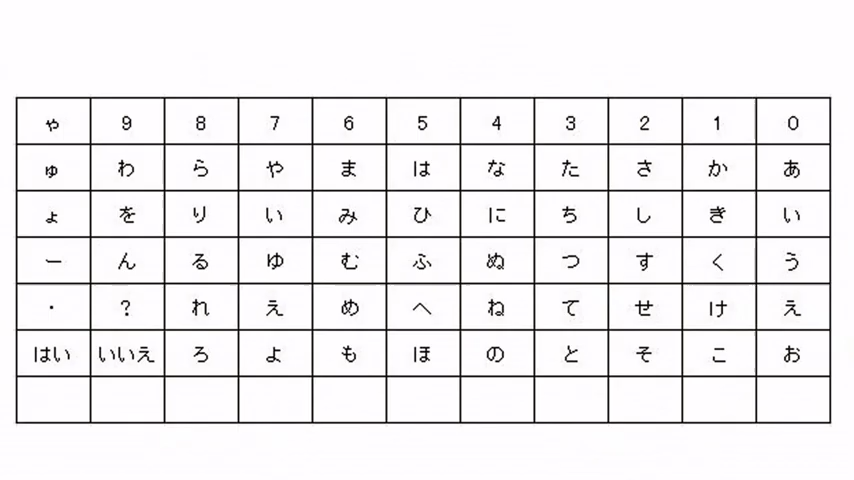 ゃ 9 8 7 6 5 4 3 2 1 0
ゅ わ ら や ま は な た さ か あ
ょ を り い み ひ に ち し き い
ー ん る ゆ む ふ ぬ つ す く う
・ ? れ え め へ ね て せ け え
はい いいえ ろ よ も ほ の と そ こ お